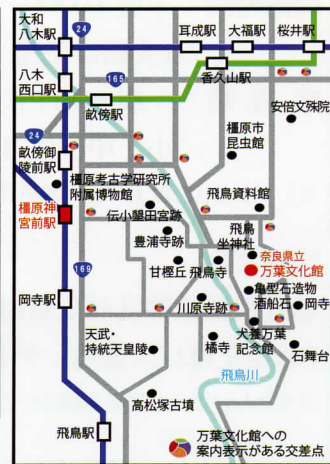 大和
八木駅
24
耳成駅
大福駅
桜井駅
八木
西口駅
165
香久山駅
畝傍駅
安倍文殊院
24
橿原市
昆虫館
畝傍御
陵前駅
橿原考古学研究所
附属博物館
飛鳥資料館
伝小墾田宮跡
橿原神
宮前駅
飛鳥
坐神社
豊浦寺跡
奈良県立
万葉文化館
甘樫丘
飛鳥寺
169
亀型石造物
酒船石
岡寺
岡寺駅
川原寺跡
犬養万葉
記念館
天武・
持統天皇陵
橘寺
石舞台
飛鳥川
高松塚古墳
飛鳥駅
万葉文化館への
案内表示がある交差点